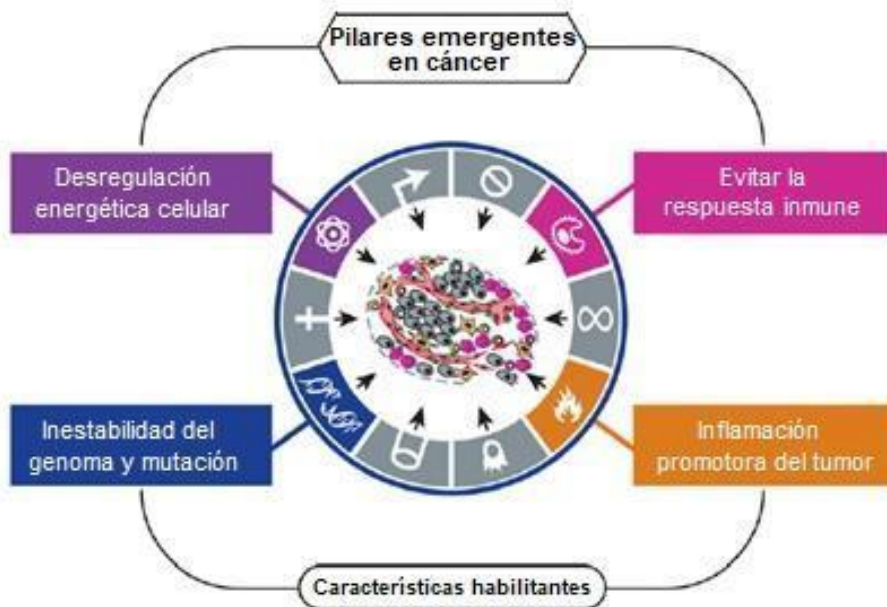 Pilares emergentes
en cáncer
Desregulación
energética celular
Evitar la
respuesta inmune
Inestabilidad del
genoma y mutación
Inflamación
promotora del tumor
Características habilitantes